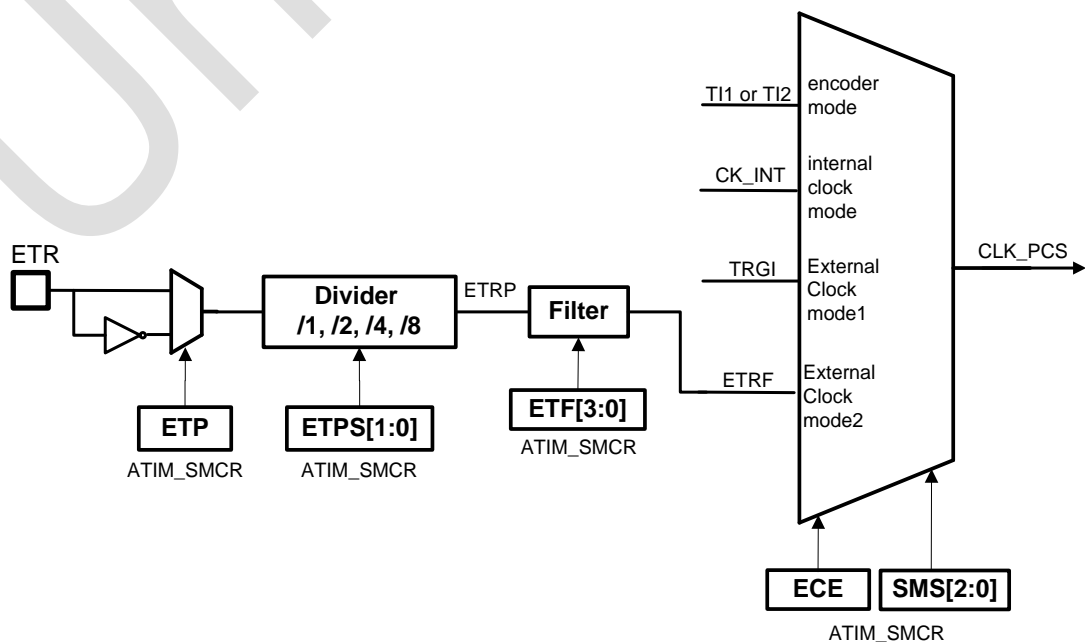 TI1 or TI2
encoder
mode
CK_INT
internal
clock
mode
ETR
TRGI
External
Clock
mode1
CLK_PCS
Divider
/1, /2, /4, /8
ETRP
Filter
ETRF
External
Clock
mode2
ETP
ATIM_SMCR
ETPS[1:0]
ATIM_SMCR
ETF[3:0]
ATIM_SMCR
ECE
SMS[2:0]
ATIM_SMCR